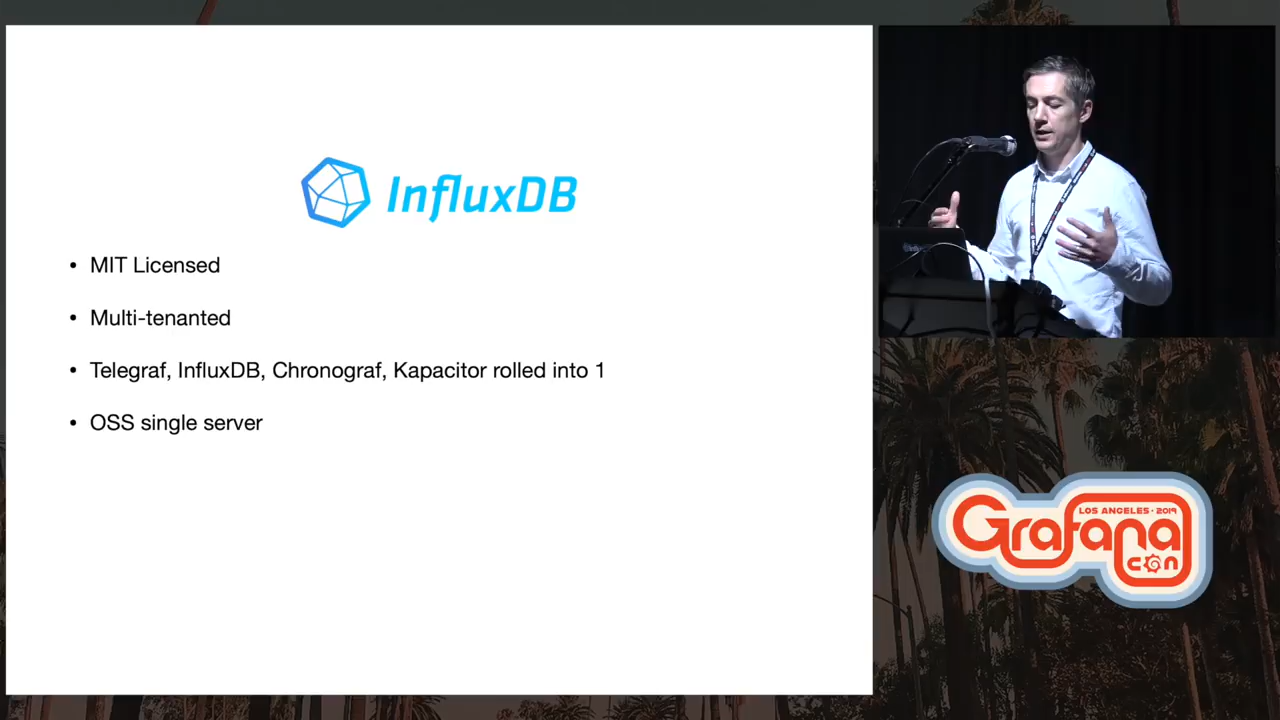 InfluxDB
• MIT Licensed
• Multi-tenanted
• Telegraf, InfluxDB, Chronograf, Kapacitor rolled into 1
• OSS single server
LOS ANGELES • 2019
Grafana
con